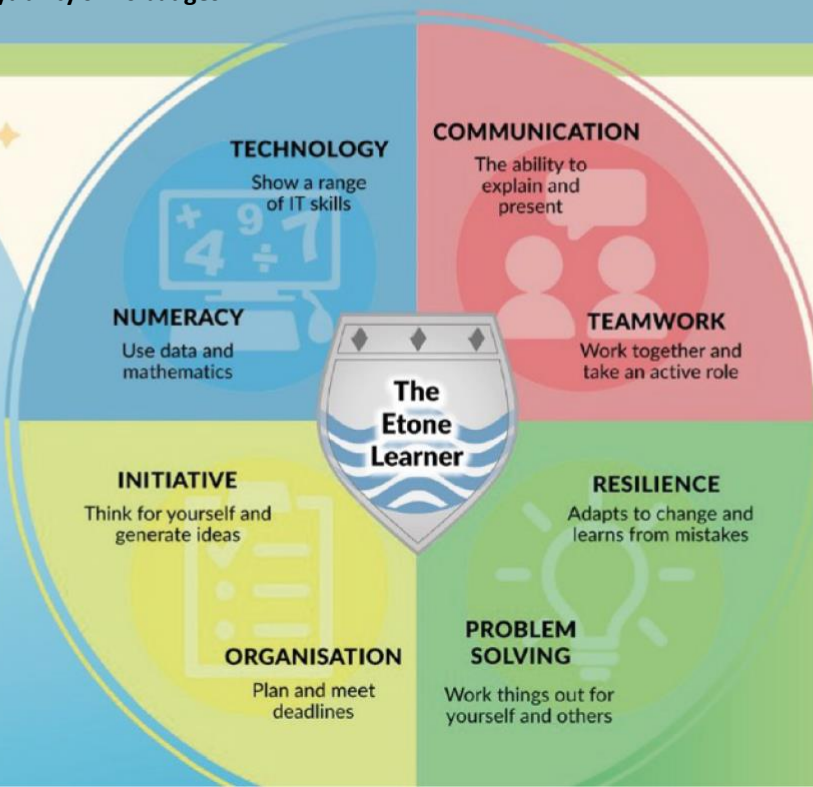 TECHNOLOGY
Show a range
of IT skills
COMMUNICATION
The ability to
explain and
present
+ 9
4 ÷ 7
NUMERACY
Use data and
mathematics
TEAMWORK
Work together and
take an active role
The
Etone
Learner
INITIATIVE
Think for yourself and
generate ideas
RESILIENCE
Adapts to change and
learns from mistakes
ORGANISATION
Plan and meet
deadlines
PROBLEM
SOLVING
Work things out for
yourself and others